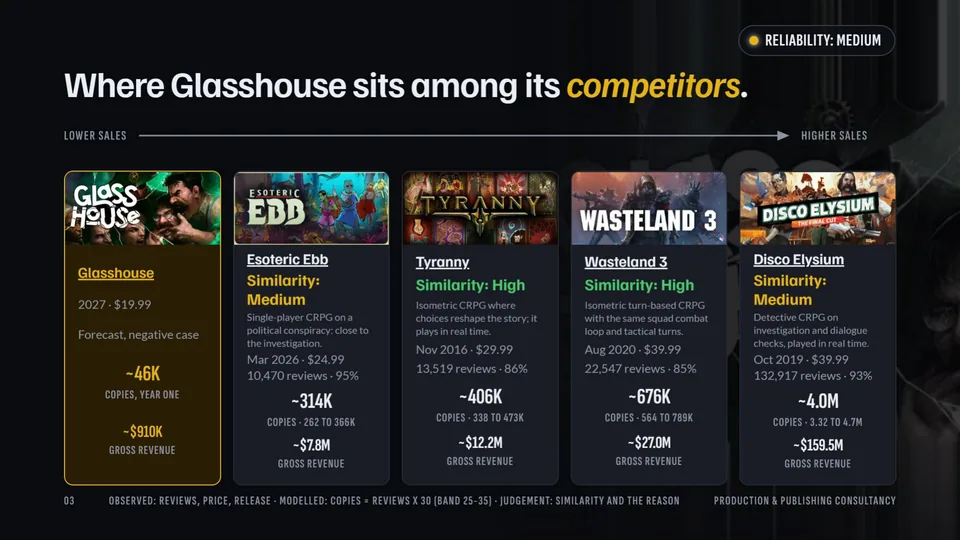 RELIABILITY: MEDIUM
Where Glasshouse sits among its competitors.
LOWER SALES
HIGHER SALES
GLASS
HOUSE
Glasshouse
2027 · $19.99
Forecast, negative case
~46K
COPIES, YEAR ONE
~$910K
GROSS REVENUE
ESOTERIC
EBB
Esoteric Ebb
Similarity:
Medium
Single-player CRPG on a
political conspiracy: close to
the investigation.
Mar 2026 · $24.99
10,470 reviews · 95%
~314K
COPIES · 262 TO 366K
~$7.8M
GROSS REVENUE
TYRANNY
Tyranny
Similarity: High
Isometric CRPG where
choices reshape the story; it
plays in real time.
Nov 2016 · $29.99
13,519 reviews · 86%
~406K
COPIES · 338 TO 473K
~$12.2M
GROSS REVENUE
WASTELAND 3
Wasteland 3
Similarity: High
Isometric turn-based CRPG
with the same squad combat
loop and tactical turns.
Aug 2020 · $39.99
22,547 reviews · 85%
~676K
COPIES · 564 TO 789K
~$27.0M
GROSS REVENUE
DISCO ELYSIUM
THE FINAL CUT
Disco Elysium
Similarity:
Medium
Detective CRPG on
investigation and dialogue
checks, played in real time.
Oct 2019 · $39.99
132,917 reviews · 93%
~4.0M
COPIES · 3.32 TO 4.7M
~$159.5M
GROSS REVENUE
03
OBSERVED: REVIEWS, PRICE, RELEASE · MODELLED: COPIES = REVIEWS X 30 [BAND 25-35] · JUDGEMENT: SIMILARITY AND THE REASON
PRODUCTION & PUBLISHING CONSULTANCY